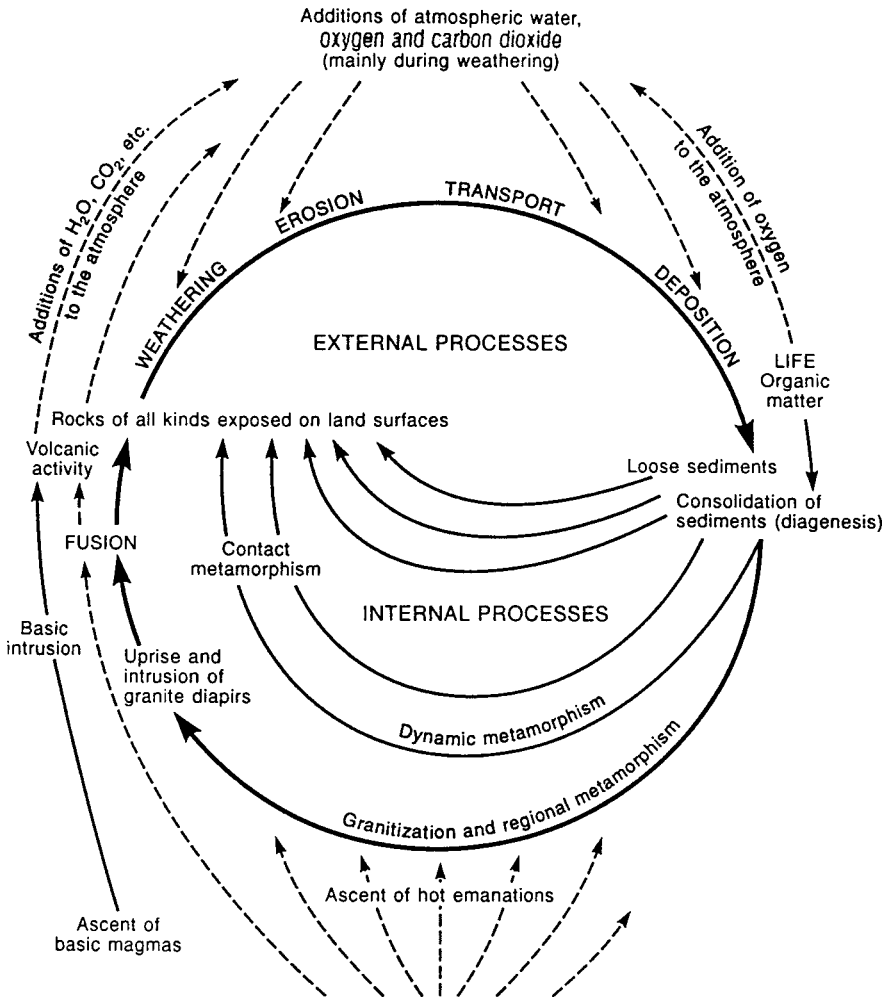 Additions of atmospheric water,
oxygen and carbon dioxide
(mainly during weathering)
Additions of H₂O, CO₂, etc.
to the atmosphere
Addition of oxygen
to the atmosphere
WEATHERING
EROSION
TRANSPORT
DEPOSITION
EXTERNAL PROCESSES
LIFE
Organic
matter
Rocks of all kinds exposed on land surfaces
Volcanic
activity
Loose sediments
Consolidation of
sediments (diagenesis)
FUSION
Contact
metamorphism
INTERNAL PROCESSES
Basic
intrusion
Uprise and
intrusion of
granite diapirs
Dynamic metamorphism
Granitization and regional metamorphism
Ascent of hot emanations
Ascent of
basic magmas